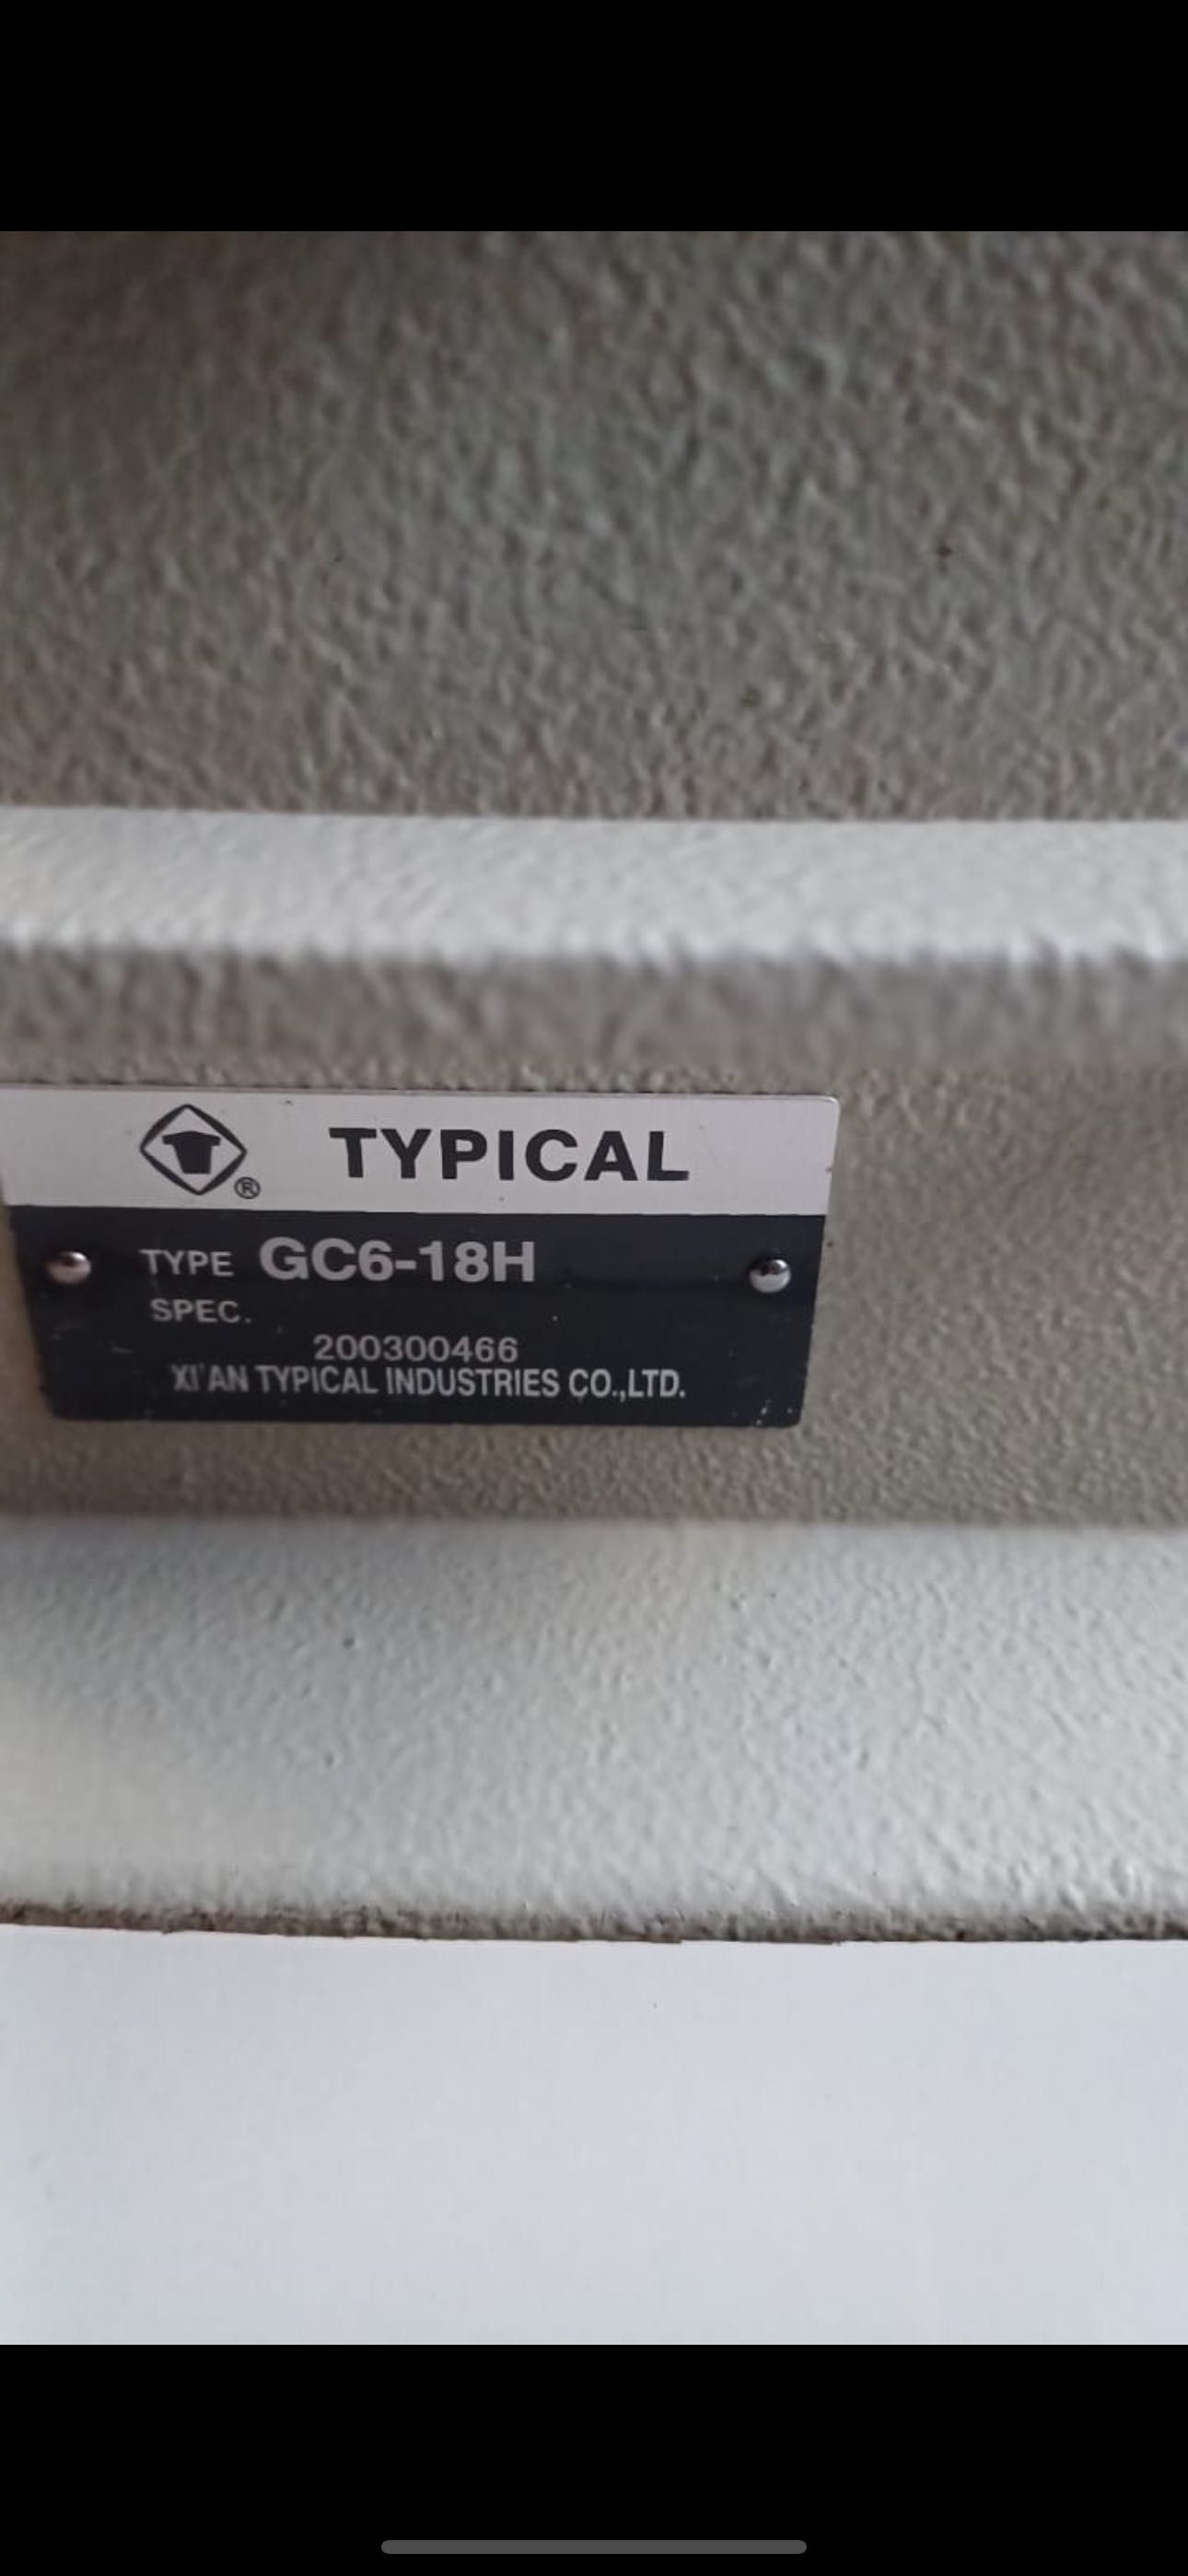 ® TYPICAL
TYPE GC6-18H
SPEC.
200300466
XI'AN TYPICAL INDUSTRIES CO.,LTD.